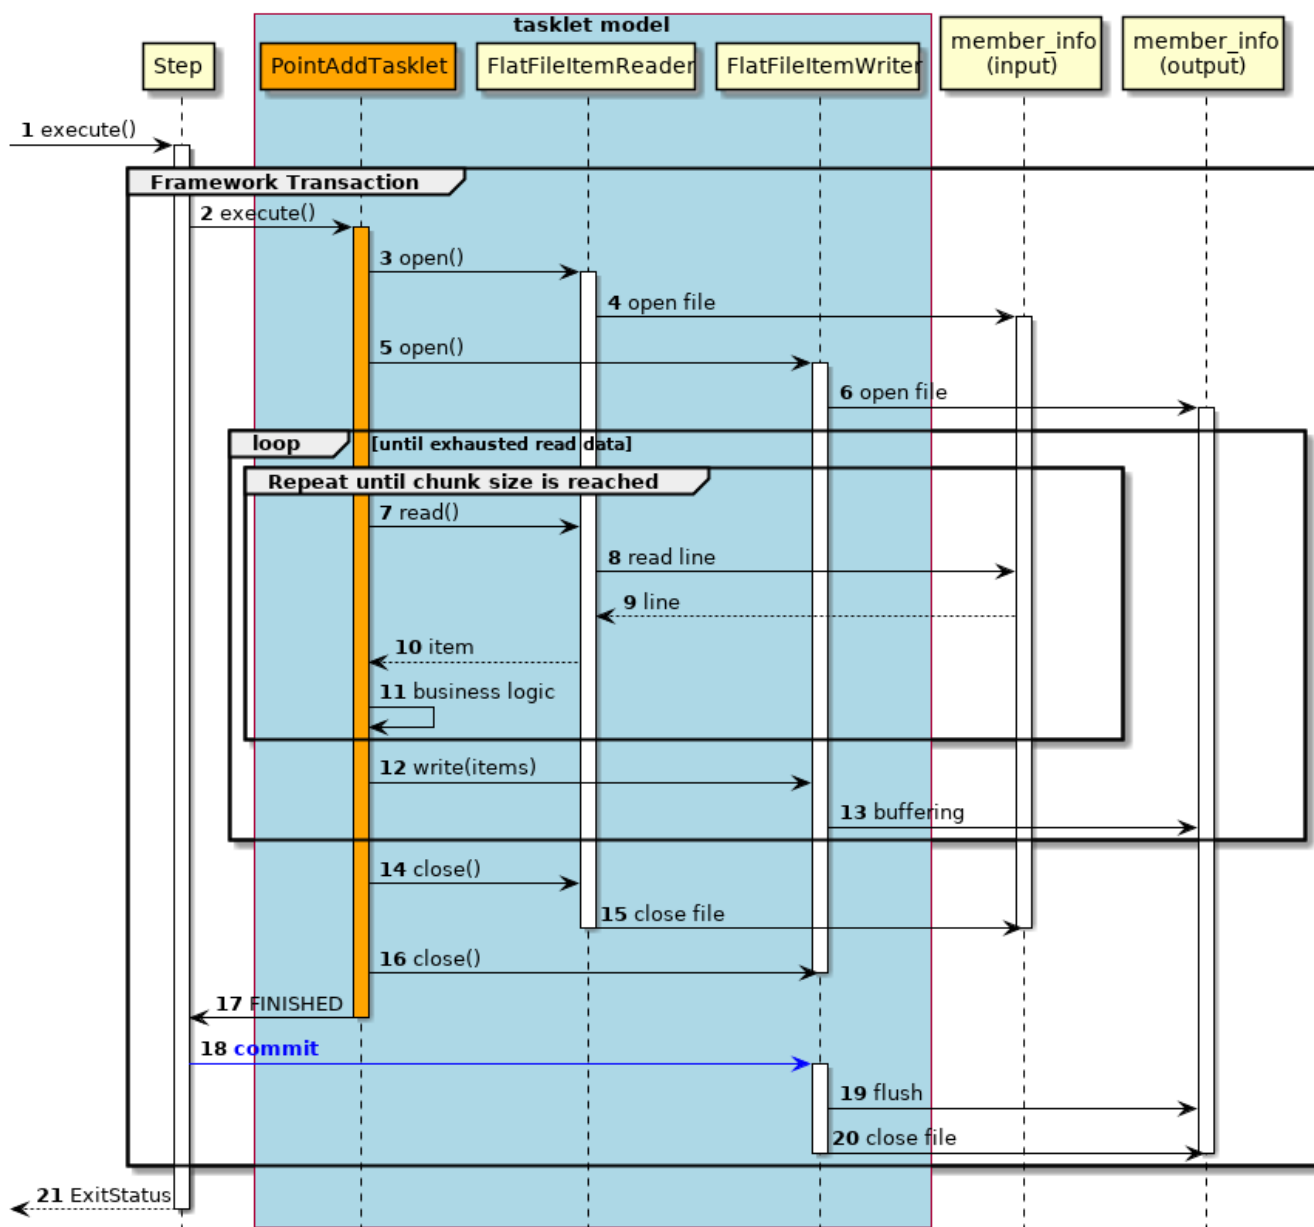 tasklet model
Step
PointAddTasklet
FlatFileItemReader
FlatFileItemWriter
member_info
(input)
member_info
(output)
1 execute()
Framework Transaction
2 execute()
3 open()
4 open file
5 open()
6 open file
loop [until exhausted read data]
Repeat until chunk size is reached
7 read()
8 read line
9 line
10 item
11 business logic
12 write(items)
13 buffering
14 close()
15 close file
16 close()
17 FINISHED
18 commit
19 flush
20 close file
21 ExitStatus